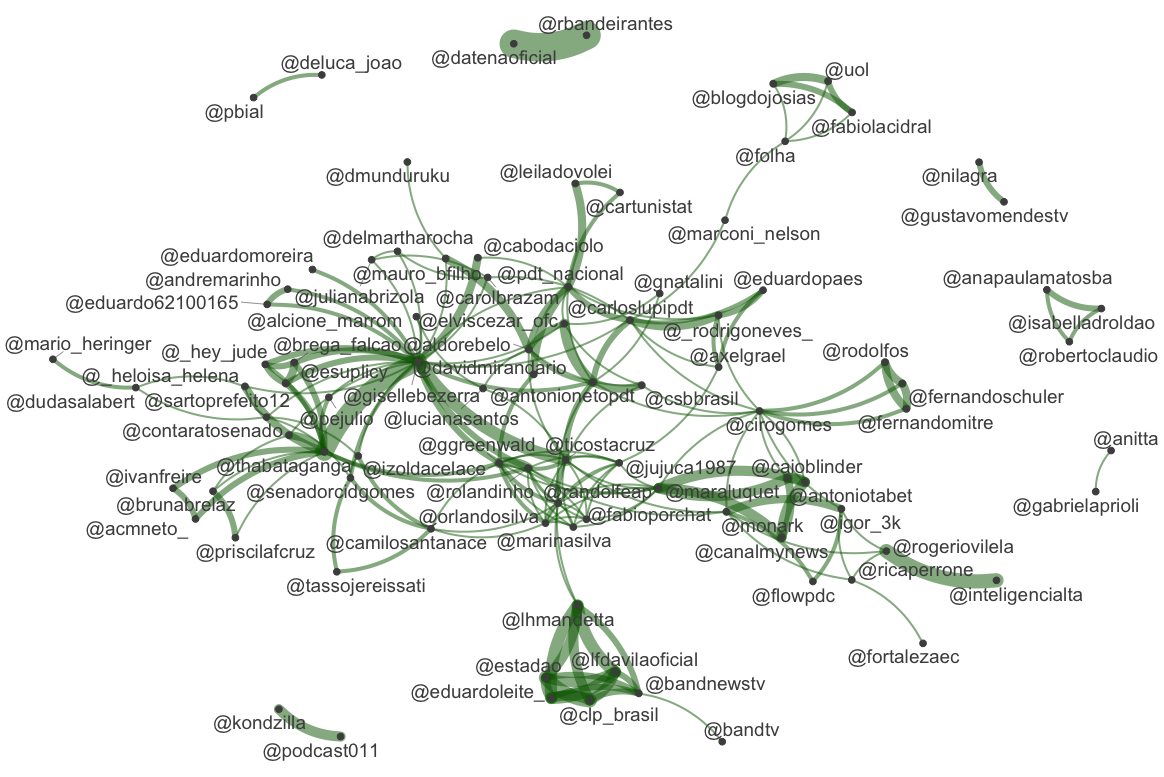 @rbandeirantes
@datenaoficial
@deluca_joao
@pbial
@uol
@blogdojosias
@fabiolacidral
@folha
@dmunduruku
@leiladovolei
@cartunistat
@nilagra
@gustavomendestv
@marconi_nelson
@delmartharocha
@cabodaciolo
@eduardomoreira
@mauro_bfilho
@pdt_nacional
@gnatalini
@eduardopaes
@anapaulamatosba
@andremarinho
@eduardo62100165
@julianabrizola
@carolbrazam
@carloslupipdt
@isabelladroldao
@alcione_marrom
@elviscezar_ofc
@_rodrigoneves_
@mario_heringer
@_hey_jude
@brega_falcao
@aldorebelo
@axelgrael
@rodolfos
@robertoclaudio
@_heloisa_helena
@esuplicy
@davidmirandario
@dudasalabert
@sartoprefeito12
@gisellebezerra
@antonionetopdt
@csbbrasil
@fernandoschuler
@pejulio
@lucianasantos
@cirogomes
@fernandomitre
@contaratosenado
@ggreenwald
@ticostacruz
@anitta
@thabataganga
@izoldacelace
@jujuca1987
@caioblinder
@ivanfreire
@senadorcidgomes
@rolandinho
@randolfeap
@maraluquet
@antoniotabet
@gabrielaprioli
@brunabrelaz
@orlandosilva
@fabioporchat
@monark
@igor_3k
@acmneto_
@priscilafcruz
@camilosantanace
@marinasilva
@canalmynews
@rogeriovilela
@ricaperrone
@tassojereissati
@flowpdc
@inteligencialta
@lhmandetta
@fortalezaec
@estadao
@lfdavilaoficial
@eduardoleite_
@bandnewstv
@clp_brasil
@bandtv
@kondzilla
@podcast011